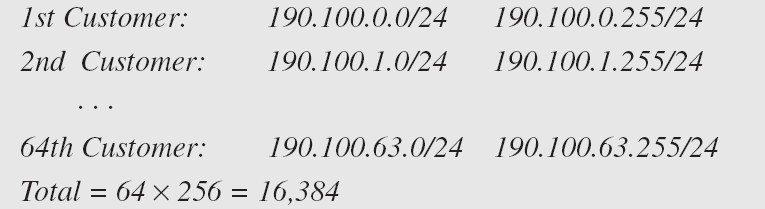 1st Customer: 190.100.0.0/24 190.100.0.255/24
2nd Customer: 190.100.1.0/24 190.100.1.255/24
. . .
64th Customer: 190.100.63.0/24 190.100.63.255/24
Total = 64 × 256 = 16,384